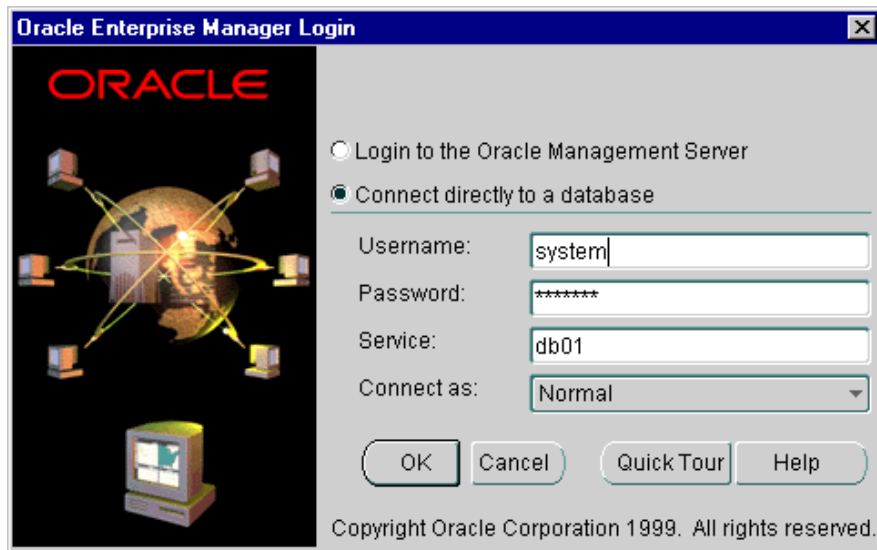 Oracle Enterprise Manager Login
ORACLE
Login to the Oracle Management Server
Connect directly to a database
Username: system
Password: *******
Service: db01
Connect as: Normal
OK Cancel Quick Tour Help
Copyright Oracle Corporation 1999. All rights reserved.